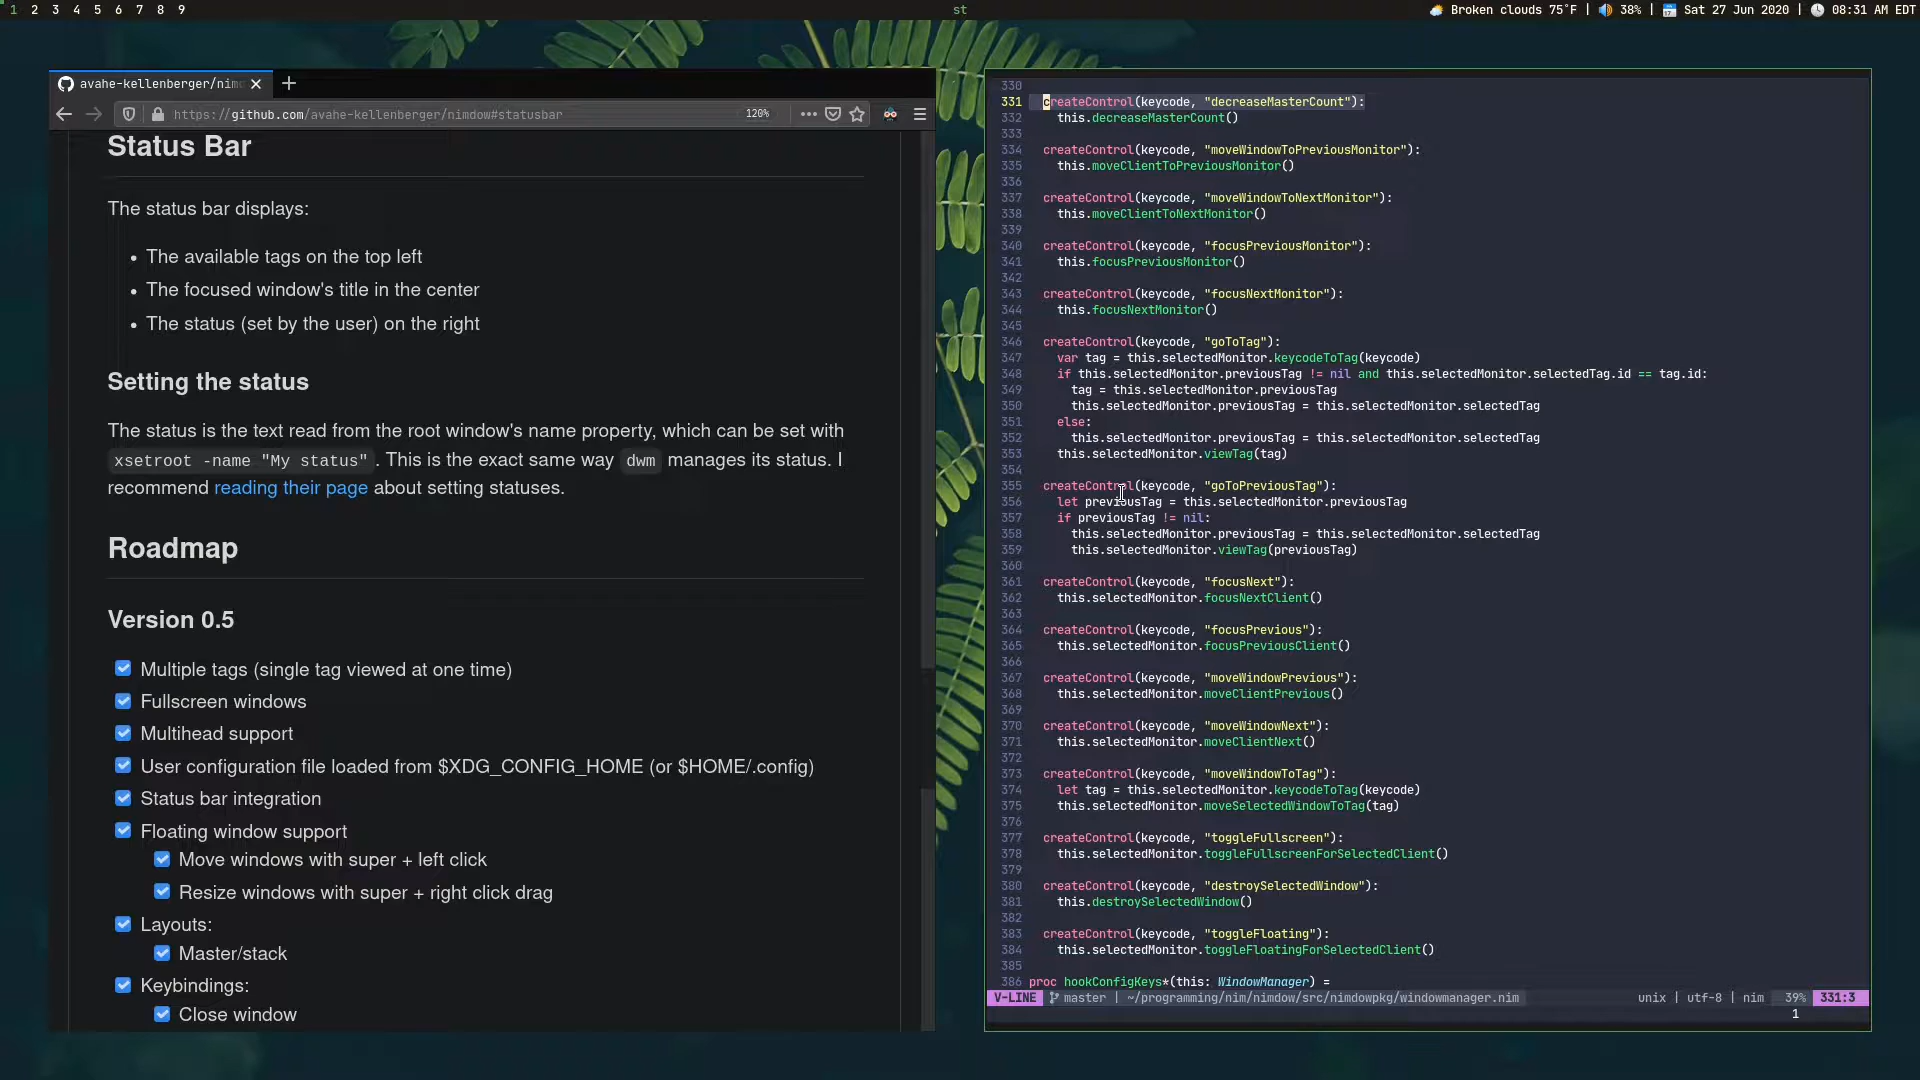 1 2 3 4 5 6 7 8 9
st
Broken clouds 75°F | 38% | Sat 27 Jun 2020 | 08:31 AM EDT
avahe-kellenberger/nimd
https://github.com/avahe-kellenberger/nimdow#statusbar
120%
Status Bar
The status bar displays:
• The available tags on the top left
• The focused window's title in the center
• The status (set by the user) on the right
Setting the status
The status is the text read from the root window's name property, which can be set with
xsetroot -name "My status" . This is the exact same way dwm manages its status. I
recommend reading their page about setting statuses.
Roadmap
Version 0.5
Multiple tags (single tag viewed at one time)
Fullscreen windows
Multihead support
User configuration file loaded from $XDG_CONFIG_HOME (or $HOME/.config)
Status bar integration
Floating window support
Move windows with super + left click
Resize windows with super + right click drag
Layouts:
Master/stack
Keybindings:
Close window
330
331 createControl(keycode, "decreaseMasterCount"):
332 this.decreaseMasterCount()
333
334 createControl(keycode, "moveWindowToPreviousMonitor"):
335 this.moveClientToPreviousMonitor()
336
337 createControl(keycode, "moveWindowToNextMonitor"):
338 this.moveClientToNextMonitor()
339
340 createControl(keycode, "focusPreviousMonitor"):
341 this.focusPreviousMonitor()
342
343 createControl(keycode, "focusNextMonitor"):
344 this.focusNextMonitor()
345
346 createControl(keycode, "goToTag"):
347 var tag = this.selectedMonitor.keycodeToTag(keycode)
348 if this.selectedMonitor.previousTag != nil and this.selectedMonitor.selectedTag.id == tag.id:
349 tag = this.selectedMonitor.previousTag
350 this.selectedMonitor.previousTag = this.selectedMonitor.selectedTag
351 else:
352 this.selectedMonitor.previousTag = this.selectedMonitor.selectedTag
353 this.selectedMonitor.viewTag(tag)
354
355 createControl(keycode, "goToPreviousTag"):
356 let previousTag = this.selectedMonitor.previousTag
357 if previousTag != nil:
358 this.selectedMonitor.previousTag = this.selectedMonitor.selectedTag
359 this.selectedMonitor.viewTag(previousTag)
360
361 createControl(keycode, "focusNext"):
362 this.selectedMonitor.focusNextClient()
363
364 createControl(keycode, "focusPrevious"):
365 this.selectedMonitor.focusPreviousClient()
366
367 createControl(keycode, "moveWindowPrevious"):
368 this.selectedMonitor.moveClientPrevious()
369
370 createControl(keycode, "moveWindowNext"):
371 this.selectedMonitor.moveClientNext()
372
373 createControl(keycode, "moveWindowToTag"):
374 let tag = this.selectedMonitor.keycodeToTag(keycode)
375 this.selectedMonitor.moveSelectedWindowToTag(tag)
376
377 createControl(keycode, "toggleFullscreen"):
378 this.selectedMonitor.toggleFullscreenForSelectedClient()
379
380 createControl(keycode, "destroySelectedWindow"):
381 this.destroySelectedWindow()
382
383 createControl(keycode, "toggleFloating"):
384 this.selectedMonitor.toggleFloatingForSelectedClient()
385
386 proc hookConfigKeys*(this: WindowManager) =
V-LINE master | ~/programming/nim/nimdow/src/nimdowpkg/windowmanager.nim unix | utf-8 | nim 39% 331:3
1